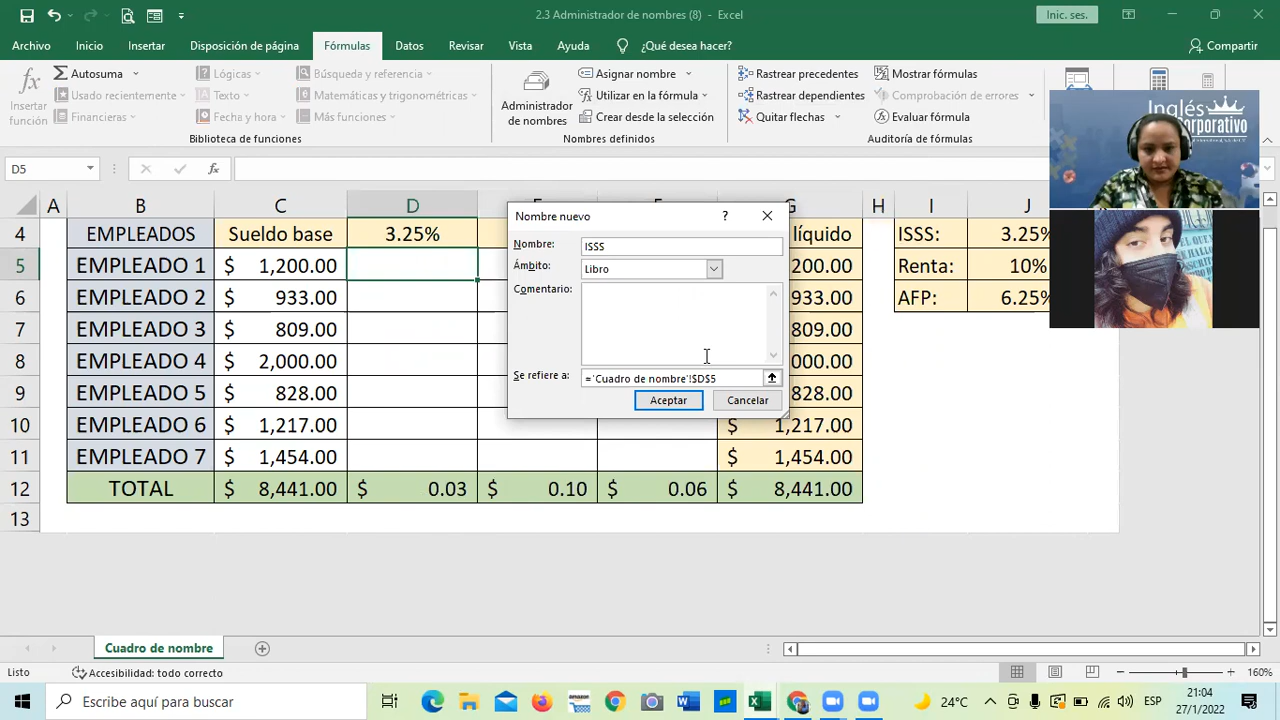 2.3 Administrador de nombres (8) - Excel
Inic. ses.
Archivo Inicio Insertar Disposición de página Fórmulas Datos Revisar Vista Ayuda ¿Qué desea hacer? Compartir
Insertar función
Autosuma
Usado recientemente
Financieras
Lógicas
Texto
Fecha y hora
Búsqueda y referencia
Matemáticas y trigonométricas
Más funciones
Biblioteca de funciones
Administrador de nombres
Asignar nombre
Utilizar en la fórmula
Crear desde la selección
Nombres definidos
Rastrear precedentes
Rastrear dependientes
Quitar flechas
Mostrar fórmulas
Comprobación de errores
Evaluar fórmula
Auditoría de fórmulas
Inglés
D5
fx
A B C D H I J
4 EMPLEADOS Sueldo base 3.25% líquido ISSS: 3.25%
5 EMPLEADO 1 $ 1,200.00 200.00 Renta: 10%
6 EMPLEADO 2 $ 933.00 933.00 AFP: 6.25%
7 EMPLEADO 3 $ 809.00 809.00
8 EMPLEADO 4 $ 2,000.00 000.00
9 EMPLEADO 5 $ 828.00 828.00
10 EMPLEADO 6 $ 1,217.00 $ 1,217.00
11 EMPLEADO 7 $ 1,454.00 $ 1,454.00
12 TOTAL $ 8,441.00 $ 0.03 $ 0.10 $ 0.06 $ 8,441.00
13
Nombre nuevo ?
Nombre: ISSS
Ámbito: Libro
Comentario:
Se refiere a: ='Cuadro de nombre'!$D$5
Aceptar Cancelar
Cuadro de nombre
Listo Accesibilidad: todo correcto 160%
Escribe aquí para buscar
24°C
ESP
21:04
27/1/2022